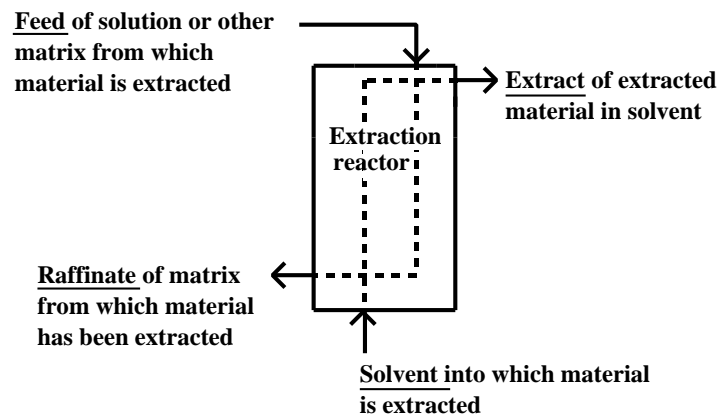 Feed of solution or other
matrix from which
material is extracted
Extract of extracted
material in solvent
Extraction
reactor
Raffinate of matrix
from which material
has been extracted
Solvent into which material
is extracted